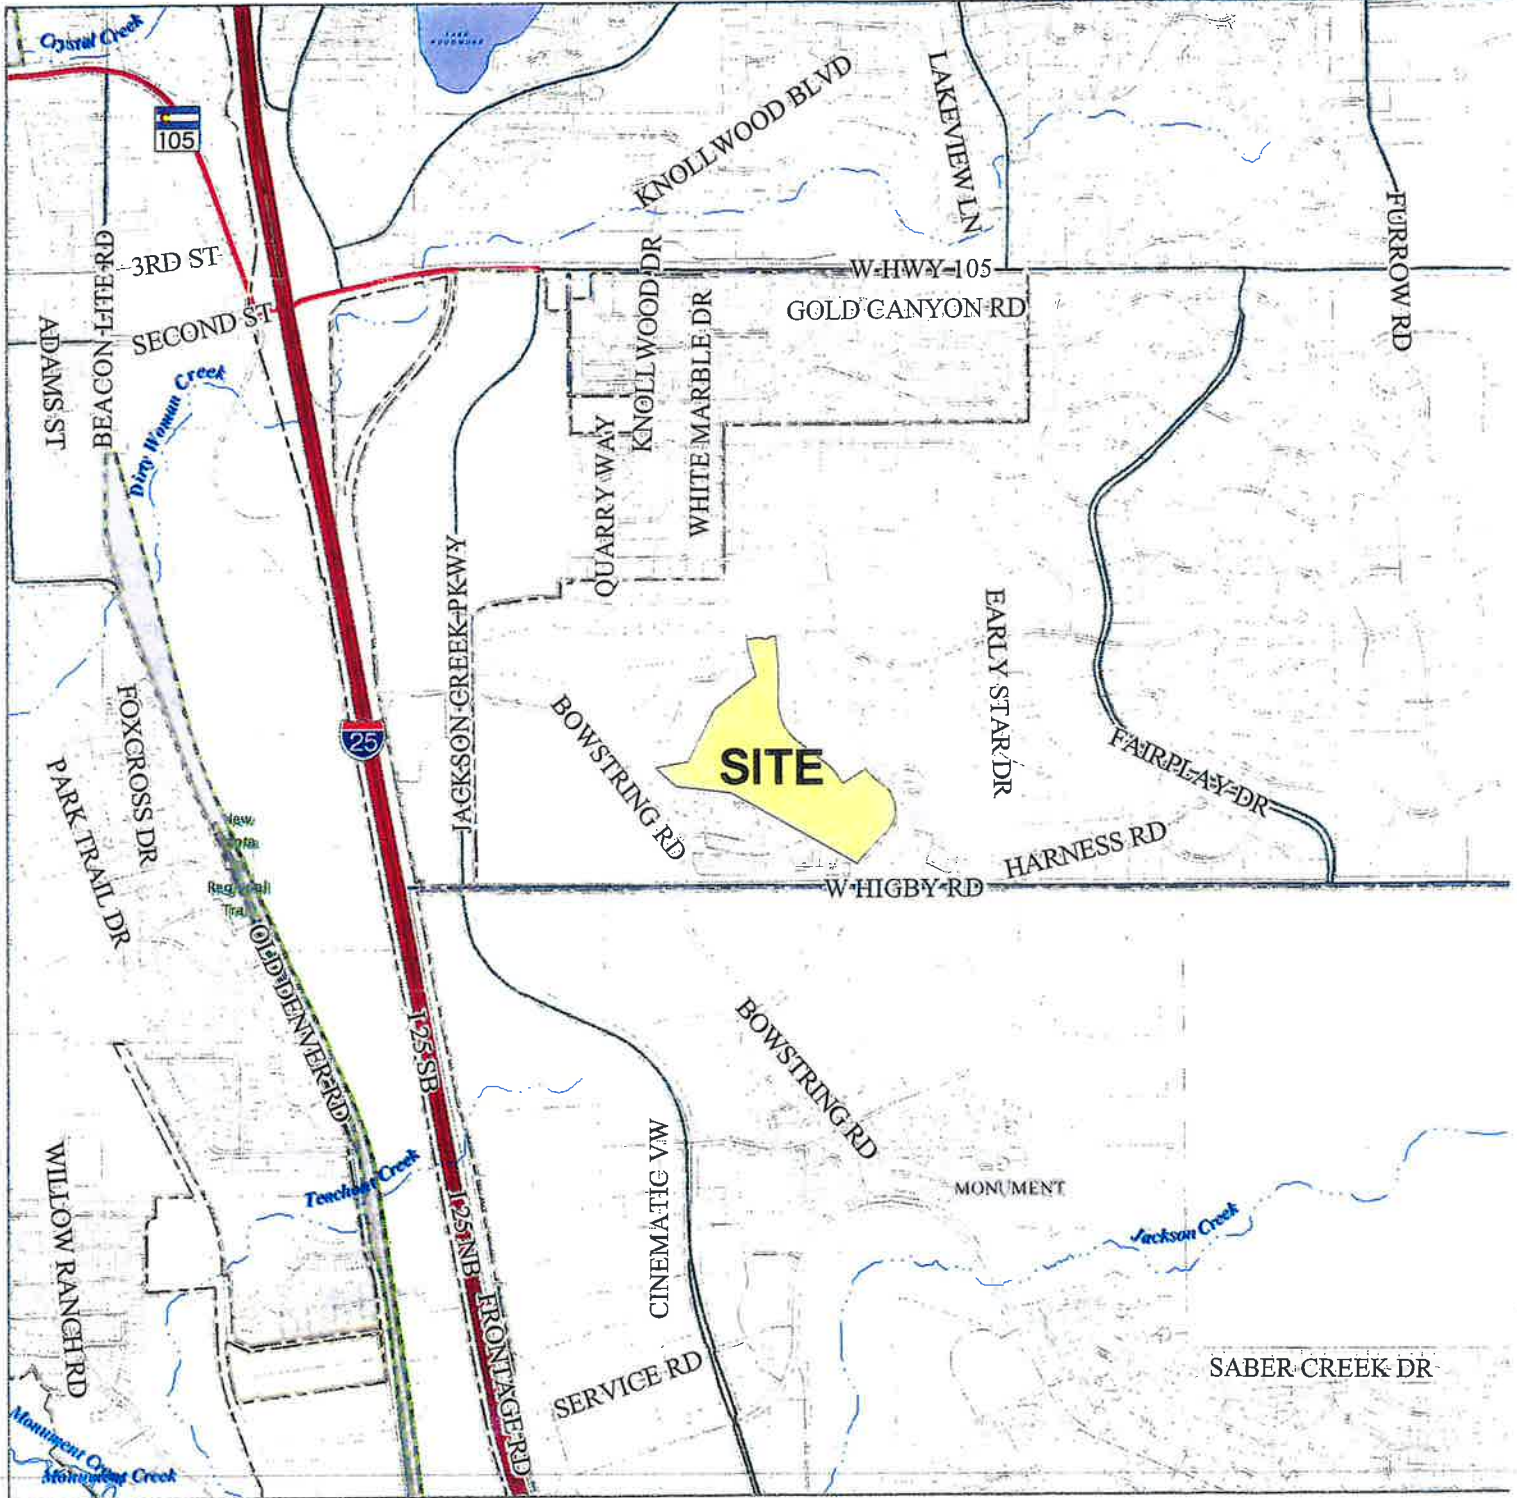 Crystal Creek
LAKE
105
KNOLLWOOD BLVD
LAKEVIEW LN
FURROW RD
BEACON LITE RD
3RD ST
SECOND ST
ADAMS ST
Dirty Woman Creek
W HWY 105
GOLD CANYON RD
KNOLLWOOD DR
WHITE MARBLE DR
QUARRY WAY
JACKSON CREEK PKWY
25
BOWSTRING RD
SITE
EARLY STAR DR
FAIRPLAY DR
HARNESS RD
W HIGBY RD
FOXCROSS DR
PARK TRAIL DR
New
OLD DENVER RD
I 25 SB
BOWSTRING RD
CINEMATIC VW
MONUMENT
Jackson Creek
Teachout Creek
I 25 NB
FRONTAGE RD
WILLOW RANCH RD
SERVICE RD
SABER CREEK DR
Monument Creek
Monument Creek